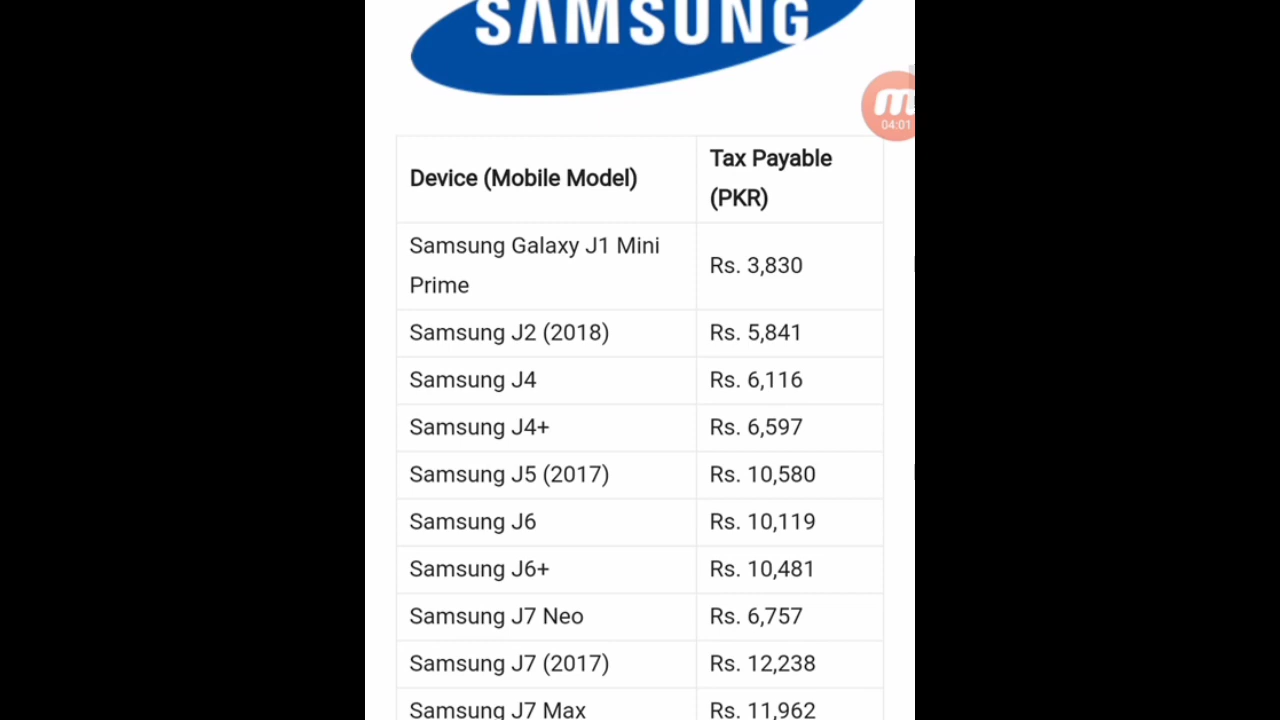 SAMSUNG
m
04:01
Device (Mobile Model)
Tax Payable
(PKR)
Samsung Galaxy J1 Mini
Prime
Rs. 3,830
Samsung J2 (2018) Rs. 5,841
Samsung J4 Rs. 6,116
Samsung J4+ Rs. 6,597
Samsung J5 (2017) Rs. 10,580
Samsung J6 Rs. 10,119
Samsung J6+ Rs. 10,481
Samsung J7 Neo Rs. 6,757
Samsung J7 (2017) Rs. 12,238
Samsung J7 Max Rs. 11,962